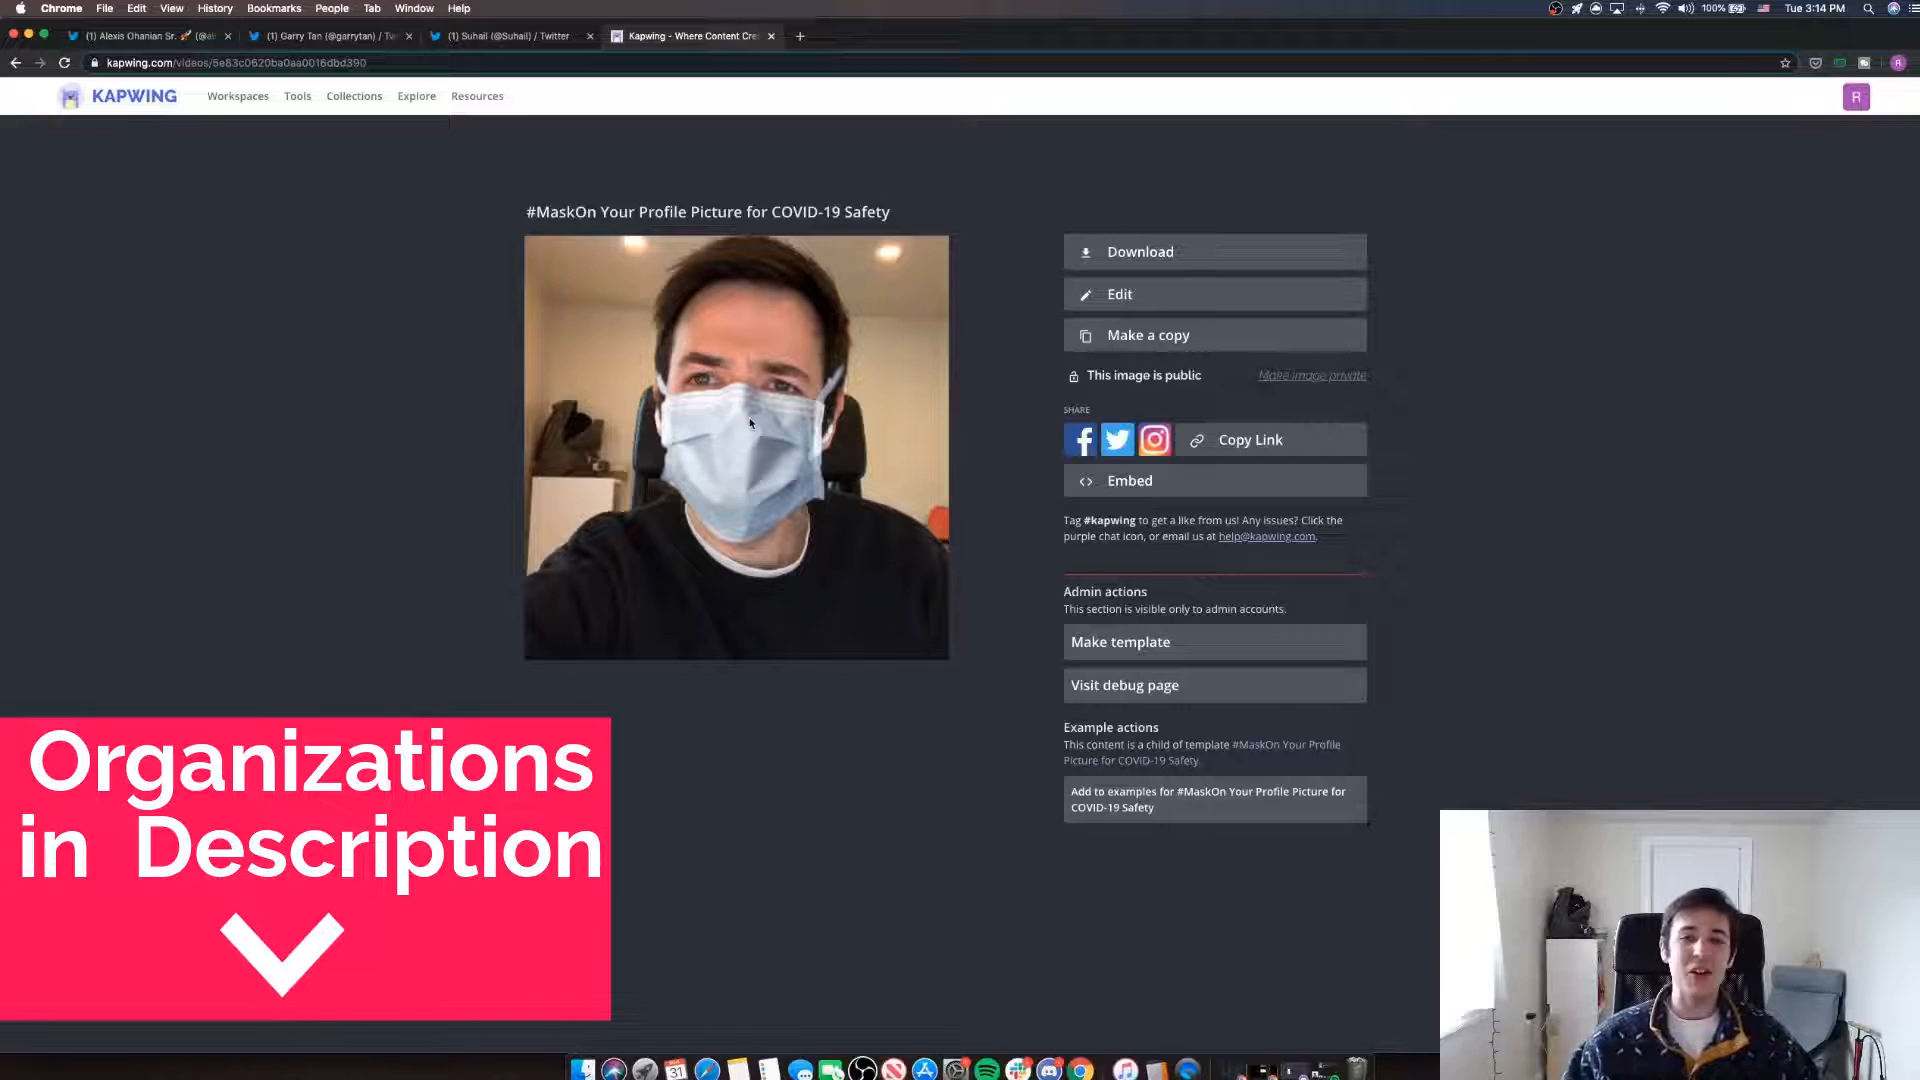 Chrome File Edit View History Bookmarks People Tab Window Help
100% Tue 3:14 PM
(1) Alexis Ohanian Sr. 🚀 (@al
(1) Garry Tan (@garrytan) / Tw
(1) Suhail (@Suhail) / Twitter
Kapwing - Where Content Cre
kapwing.com/videos/5e83c0620ba0aa0016dbd390
R
KAPWING Workspaces Tools Collections Explore Resources
R
#MaskOn Your Profile Picture for COVID-19 Safety
Download
Edit
Make a copy
This image is public Make image private
SHARE
Copy Link
Embed
Tag #kapwing to get a like from us! Any issues? Click the
purple chat icon, or email us at help@kapwing.com.
Admin actions
This section is visible only to admin accounts.
Make template
Visit debug page
Example actions
This content is a child of template #MaskOn Your Profile
Picture for COVID-19 Safety.
Add to examples for #MaskOn Your Profile Picture for
COVID-19 Safety
Organizations
in Description
31